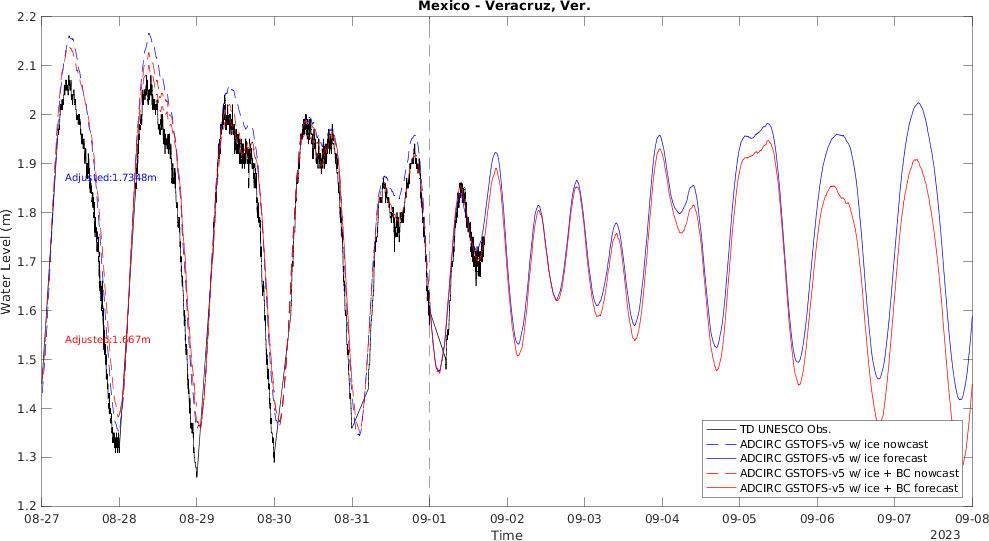 Mexico - Veracruz, Ver.
2.2
2.1
2
1.9
1.8
1.7
1.6
1.5
1.4
1.3
1.2
Water Level (m)
Adjusted:1.7348m
Adjusted:1.667m
TD UNESCO Obs.
ADCIRC GSTOFS-v5 w/ ice nowcast
ADCIRC GSTOFS-v5 w/ ice forecast
ADCIRC GSTOFS-v5 w/ ice + BC nowcast
ADCIRC GSTOFS-v5 w/ ice + BC forecast
08-27 08-28 08-29 08-30 08-31 09-01 09-02 09-03 09-04 09-05 09-06 09-07 09-08
Time
2023